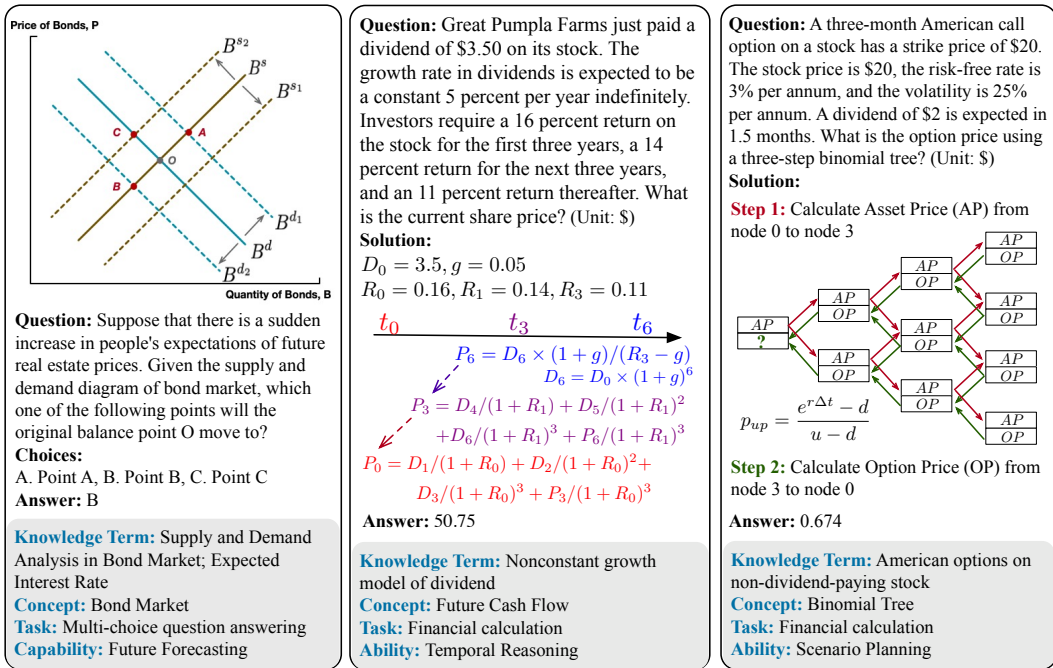 Price of Bonds, P
B^{s_2}
B^s
B^{s_1}
C
A
O
B
B^{d_1}
B^d
B^{d_2}
Quantity of Bonds, B
Question: Suppose that there is a sudden
increase in people's expectations of future
real estate prices. Given the supply and
demand diagram of bond market, which
one of the following points will the
original balance point O move to?
Choices:
A. Point A, B. Point B, C. Point C
Answer: B
Knowledge Term: Supply and Demand
Analysis in Bond Market; Expected
Interest Rate
Concept: Bond Market
Task: Multi-choice question answering
Capability: Future Forecasting
Question: Great Pumpla Farms just paid a
dividend of $3.50 on its stock. The
growth rate in dividends is expected to be
a constant 5 percent per year indefinitely.
Investors require a 16 percent return on
the stock for the first three years, a 14
percent return for the next three years,
and an 11 percent return thereafter. What
is the current share price? (Unit: $)
Solution:
D_0 = 3.5, g = 0.05
R_0 = 0.16, R_1 = 0.14, R_3 = 0.11
t_0 t_3 t_6
P_6 = D_6 × (1 + g)/(R_3 − g)
D_6 = D_0 × (1 + g)^6
P_3 = D_4/(1 + R_1) + D_5/(1 + R_1)^2
+D_6/(1 + R_1)^3 + P_6/(1 + R_1)^3
P_0 = D_1/(1 + R_0) + D_2/(1 + R_0)^2+
D_3/(1 + R_0)^3 + P_3/(1 + R_0)^3
Answer: 50.75
Knowledge Term: Nonconstant growth
model of dividend
Concept: Future Cash Flow
Task: Financial calculation
Ability: Temporal Reasoning
Question: A three-month American call
option on a stock has a strike price of $20.
The stock price is $20, the risk-free rate is
3% per annum, and the volatility is 25%
per annum. A dividend of $2 is expected in
1.5 months. What is the option price using
a three-step binomial tree? (Unit: $)
Solution:
Step 1: Calculate Asset Price (AP) from
node 0 to node 3
AP
OP
AP
OP
AP
OP
AP
OP
AP
?
AP
OP
AP
OP
AP
OP
AP
OP
AP
OP
p_{up} = \frac{e^{rΔt} − d}{u − d}
Step 2: Calculate Option Price (OP) from
node 3 to node 0
Answer: 0.674
Knowledge Term: American options on
non-dividend-paying stock
Concept: Binomial Tree
Task: Financial calculation
Ability: Scenario Planning